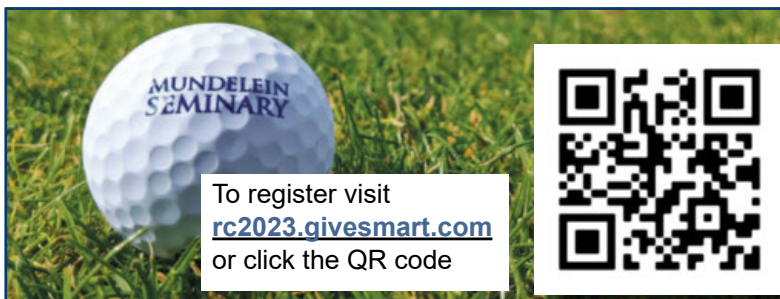 MUNDELEIN
SEMINARY
To register visit
rc2023.givesmart.com
or click the QR code